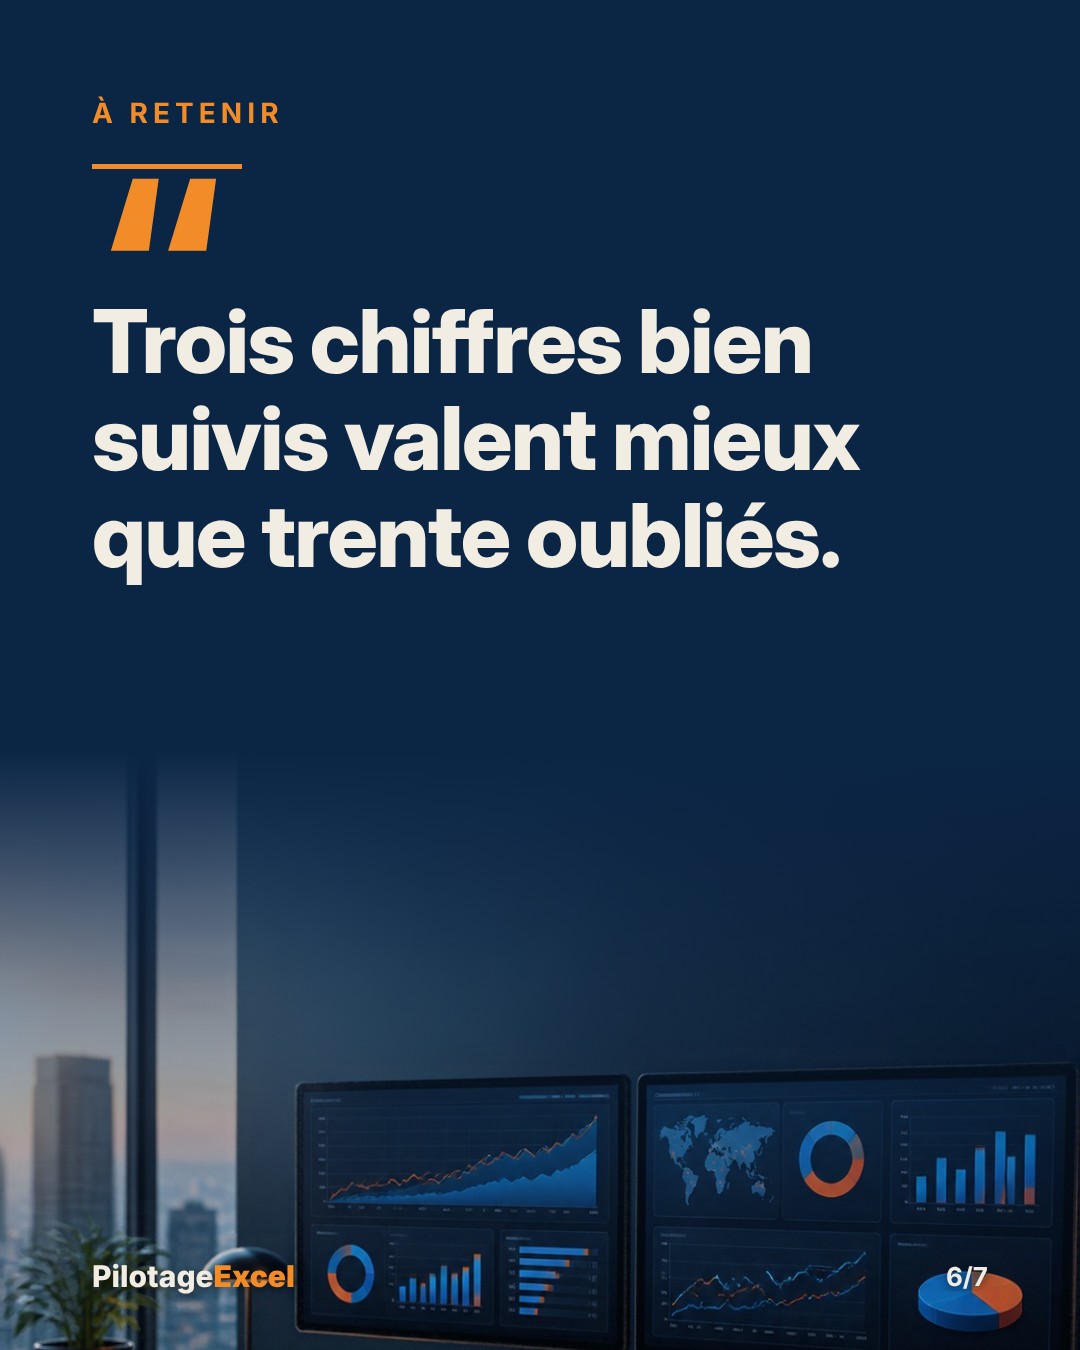 À RETENIR
"
Trois chiffres bien
suivis valent mieux
que trente oubliés.
PilotageExcel
6/7